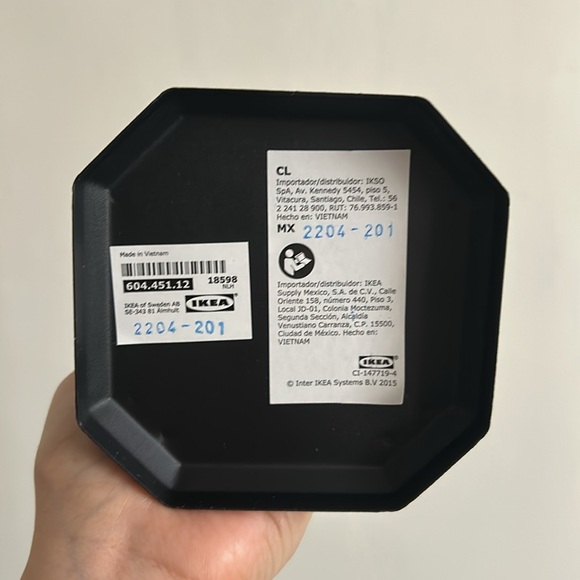 Made in Vietnam
604.451.12
18598
NLH
IKEA of Sweden AB
SE-343 81 Älmhult
IKEA®
2204-201
CL
Importador/distribuidor: IKSO
SpA, Av. Kennedy 5454, piso 5,
Vitacura, Santiago, Chile, Tel.: 56
2 241 28 900, RUT: 76.993.859-1
Hecho en: VIETNAM
MX 2204-201
Importador/distribuidor: IKEA
Supply Mexico, S.A. de C.V., Calle
Oriente 158, número 440, Piso 3,
Local JD-01, Colonia Moctezuma,
Segunda Sección, Alcaldía
Venustiano Carranza, C.P. 15500,
Ciudad de México. Hecho en:
VIETNAM
IKEA®
CI-147719-4
© Inter IKEA Systems B.V 2015